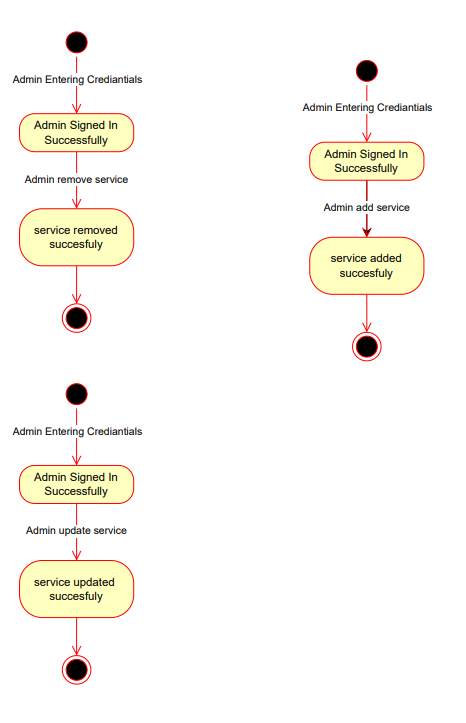 Admin Entering Crediantials
Admin Signed In
Successfully
Admin remove service
service removed
succesfuly
Admin Entering Crediantials
Admin Signed In
Successfully
Admin add service
service added
succesfuly
Admin Entering Crediantials
Admin Signed In
Successfully
Admin update service
service updated
succesfuly